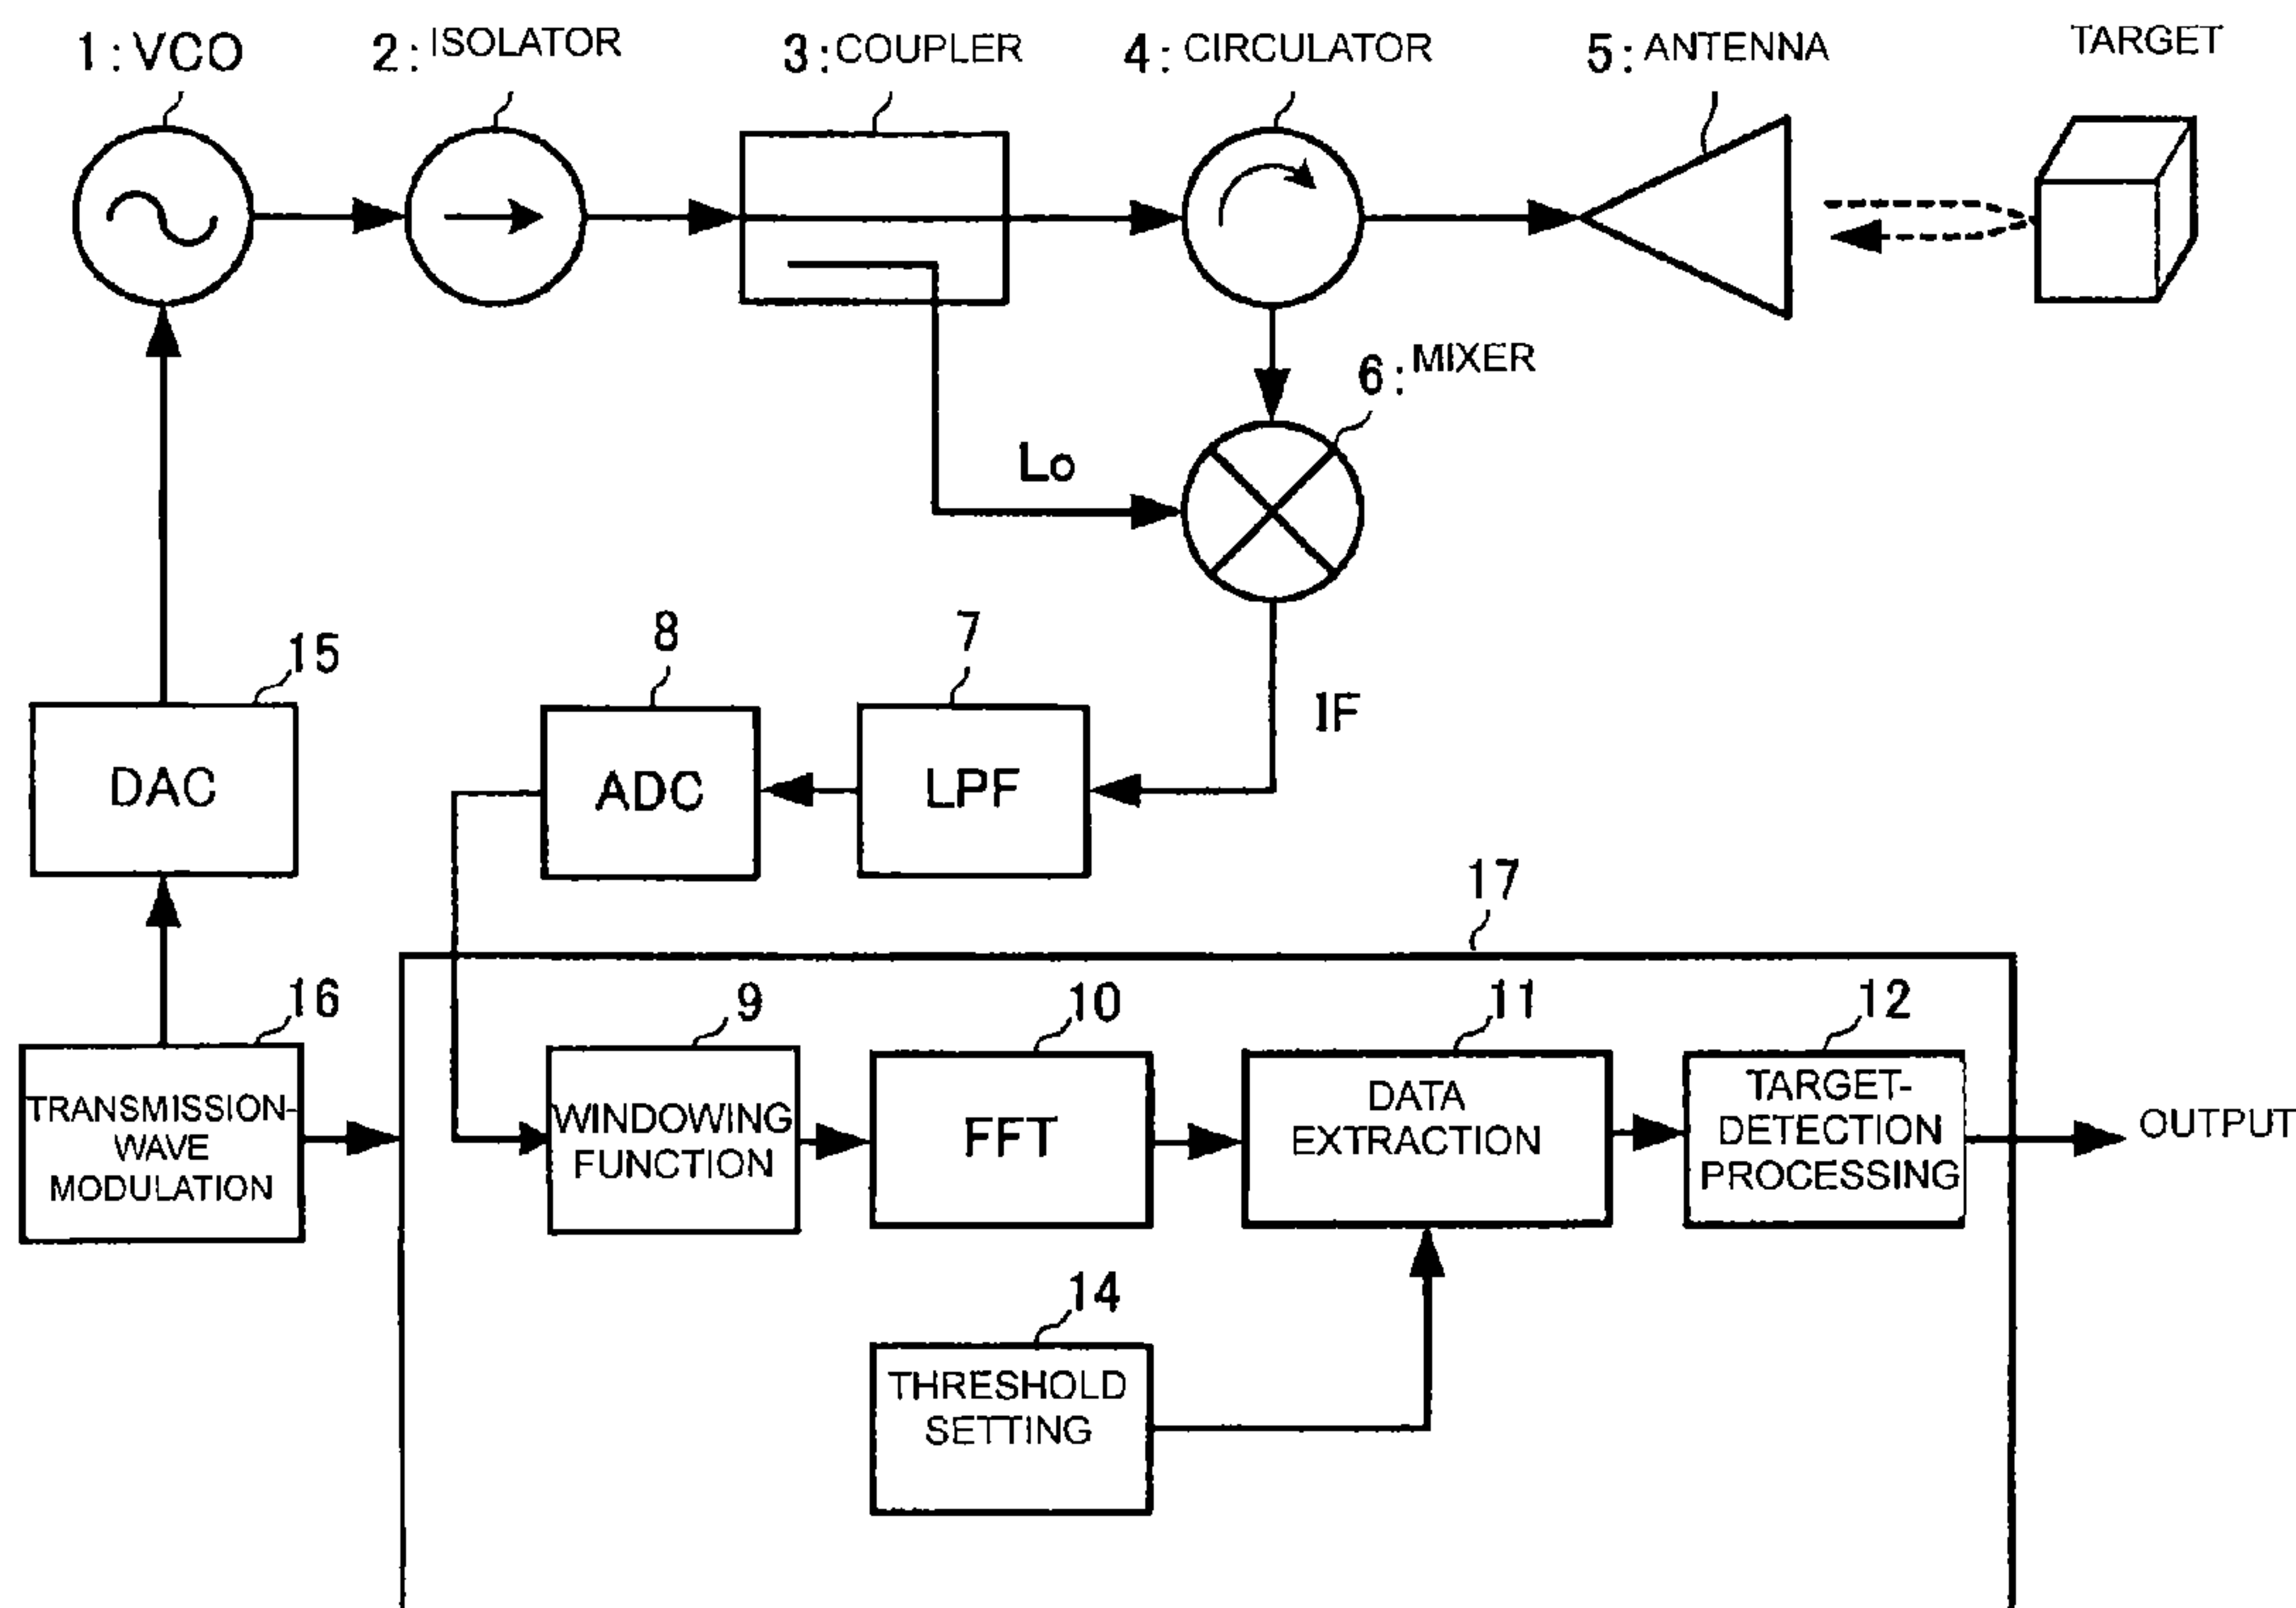 1: VCO
2: ISOLATOR
3: COUPLER
4: CIRCULATOR
5: ANTENNA
TARGET
6: MIXER
Lo
15
8
7
IF
DAC
ADC
LPF
17
16
9
10
11
12
TRANSMISSION-
WAVE
MODULATION
WINDOWING
FUNCTION
FFT
DATA
EXTRACTION
TARGET-
DETECTION
PROCESSING
OUTPUT
14
THRESHOLD
SETTING